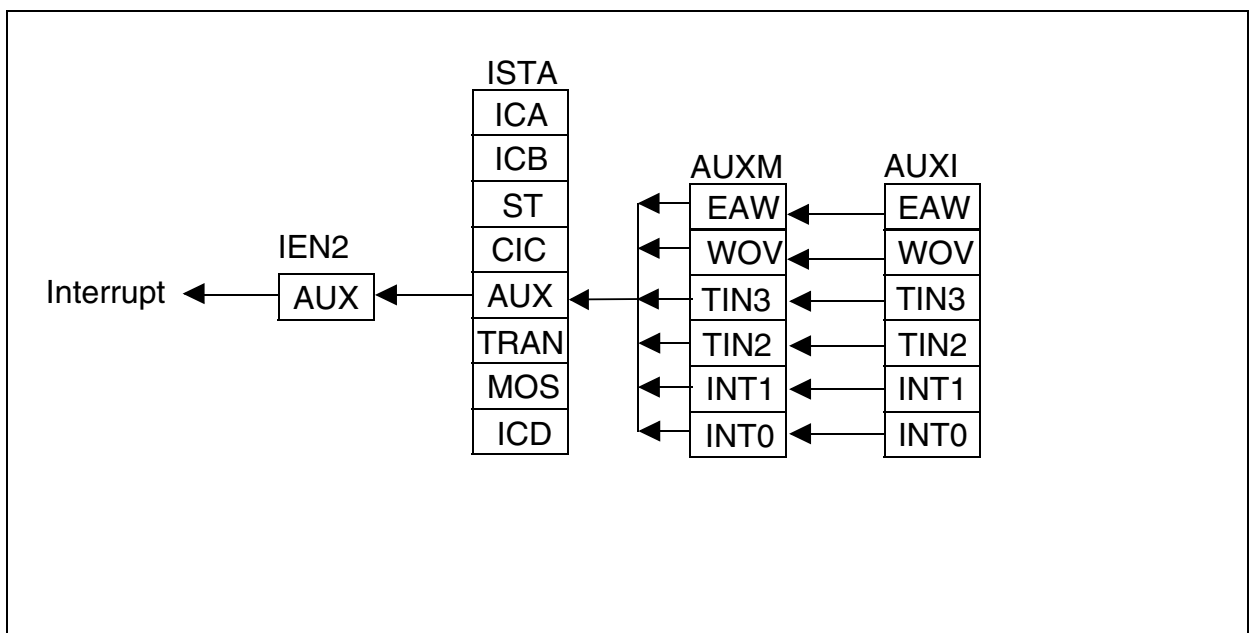 ISTA
ICA
ICB
ST
CIC
AUX
TRAN
MOS
ICD
IEN2
AUX
Interrupt
AUXM
EAW
WOV
TIN3
TIN2
INT1
INT0
AUXI
EAW
WOV
TIN3
TIN2
INT1
INT0